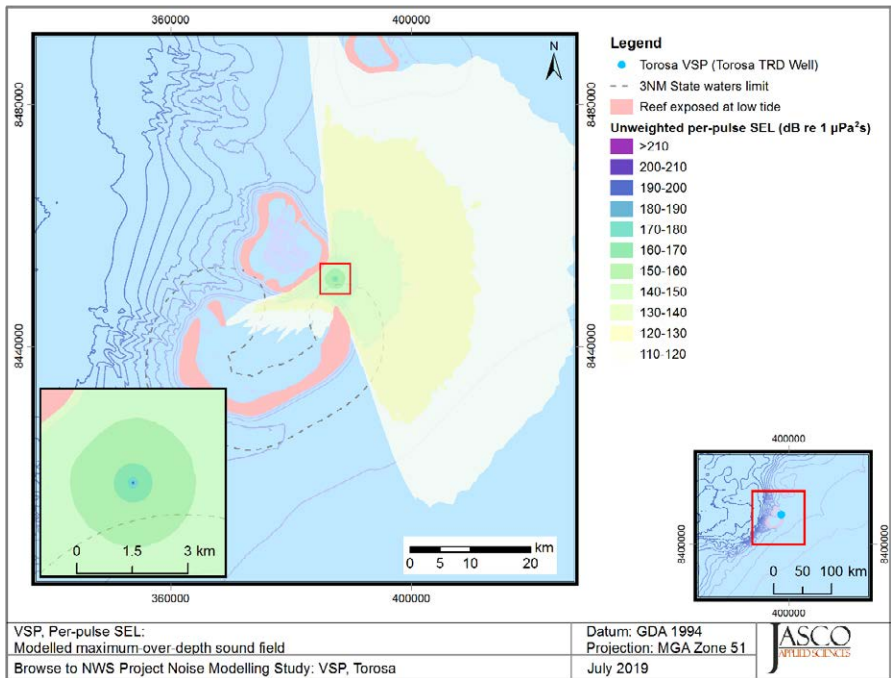 360000
400000
8480000
8440000
N
0
1.5
3 km
km
0 5 10 20
8480000
8440000
360000
400000
Legend
Torosa VSP (Torosa TRD Well)
3NM State waters limit
Reef exposed at low tide
Unweighted per-pulse SEL (dB re 1 µPa²s)
>210
200-210
190-200
180-190
170-180
160-170
150-160
140-150
130-140
120-130
110-120
400000
8400000
8400000
0 50 100 km
400000
VSP, Per-pulse SEL:
Modelled maximum-over-depth sound field
Browse to NWS Project Noise Modelling Study: VSP, Torosa
Datum: GDA 1994
Projection: MGA Zone 51
July 2019
JASCO
APPLIED SCIENCES